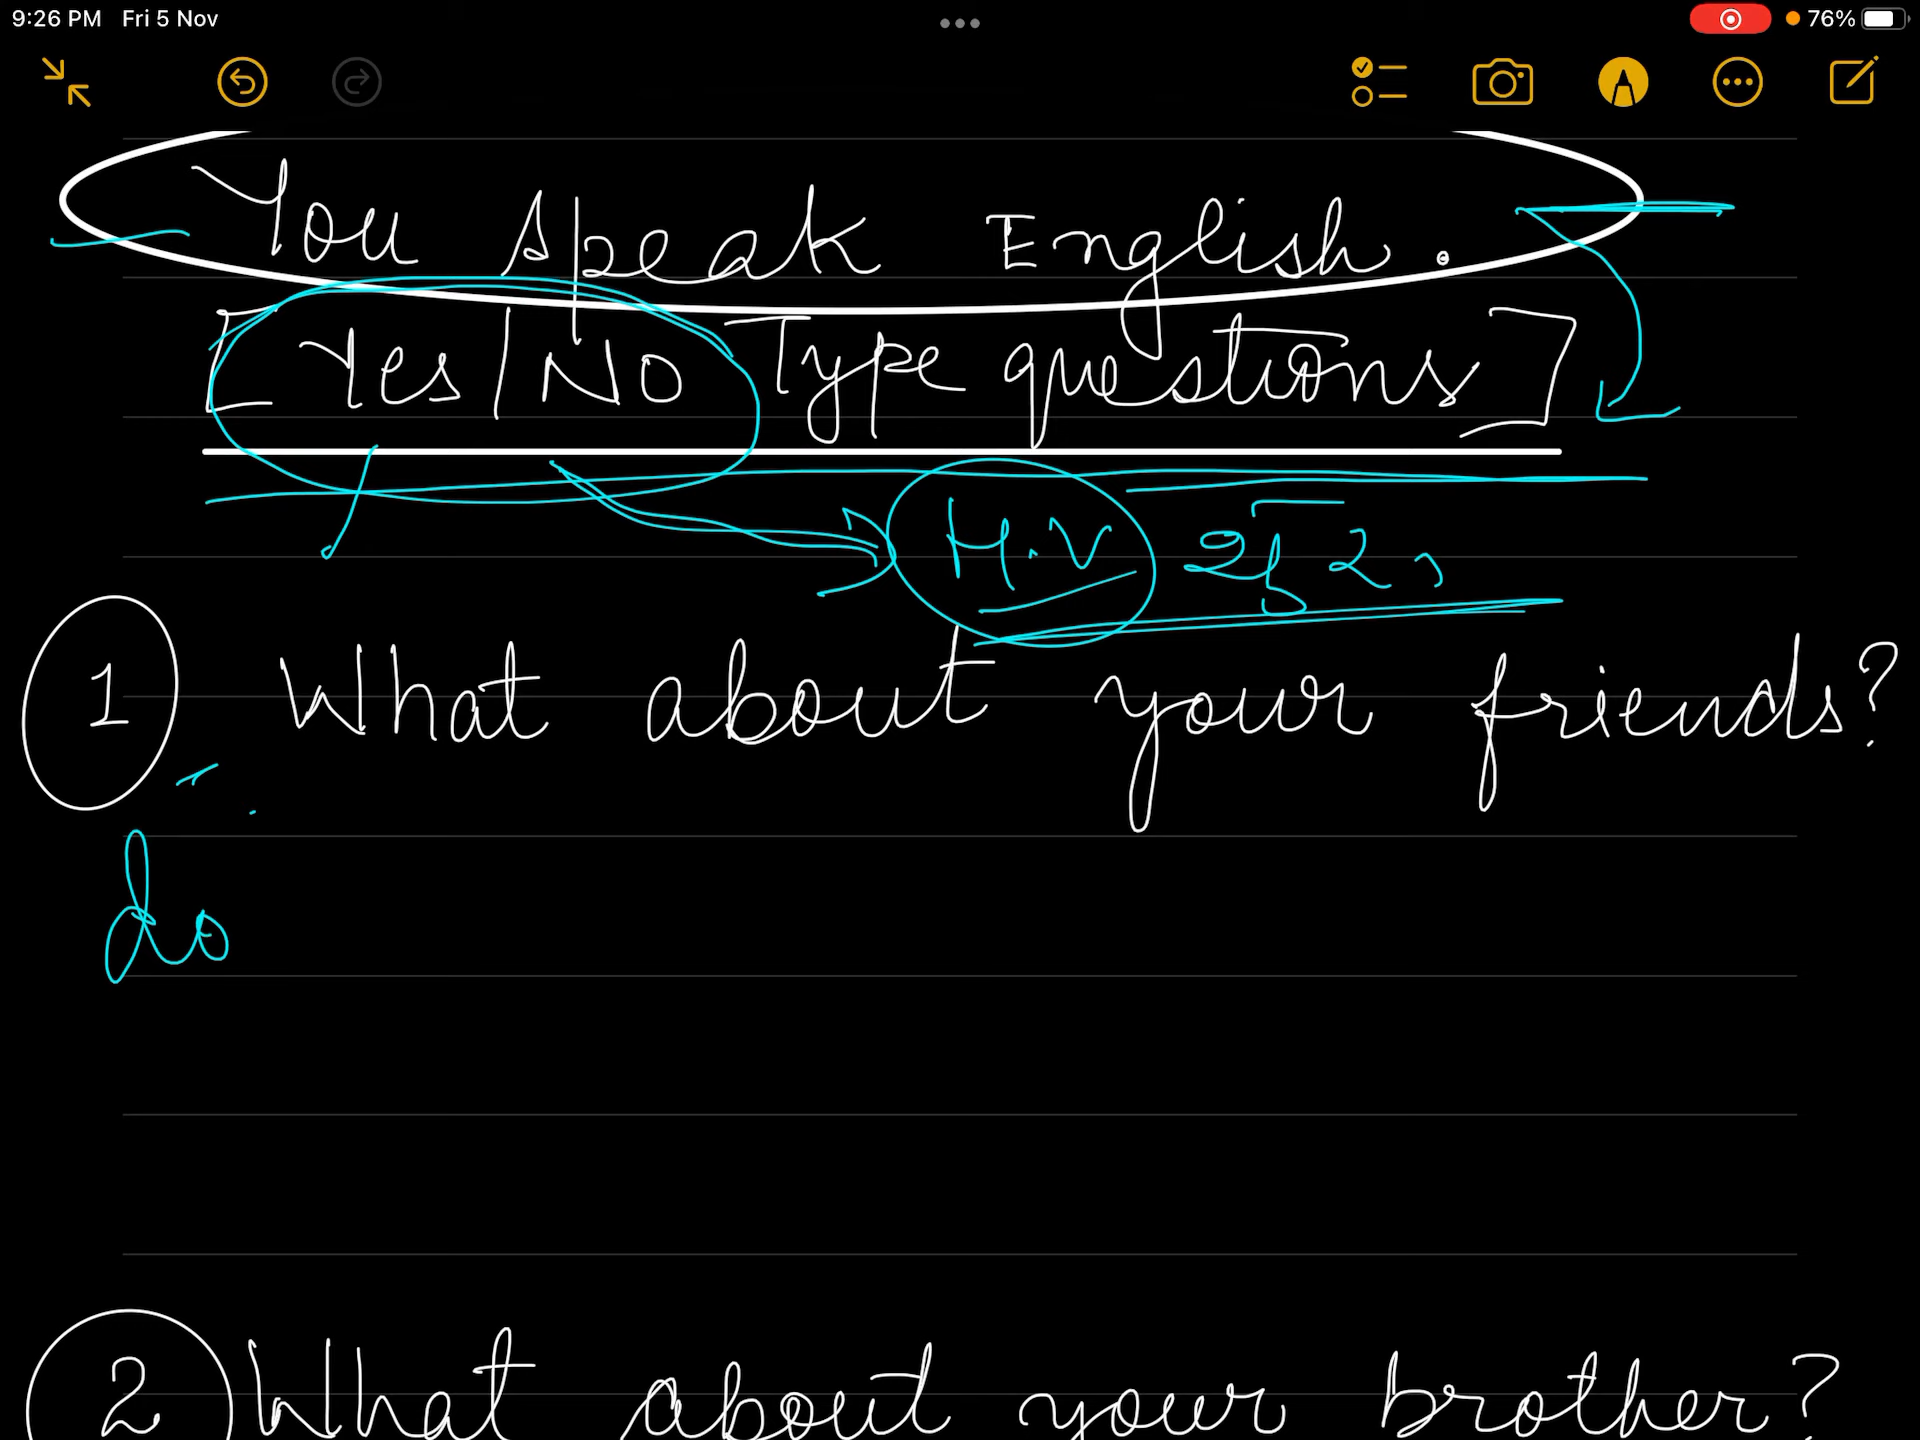 9:26 PM Fri 5 Nov
76%
You speak English.
[Yes/No Type questions]
H.V
1 What about your friends?
do
2 What about your brother?